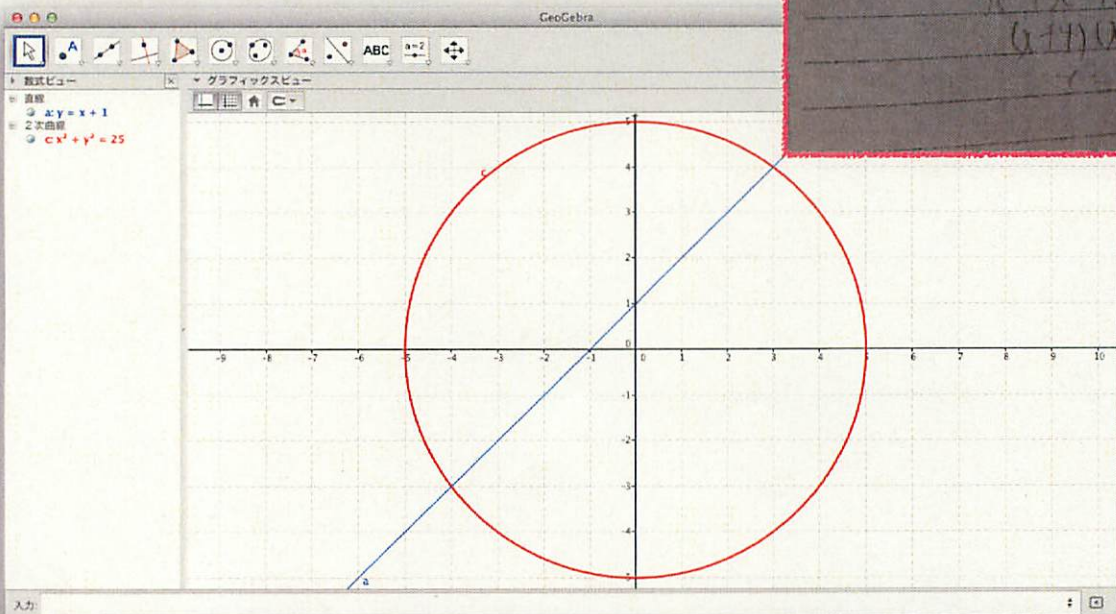 GeoGebra
ABC
a=2
A
数式ビュー
直線
a: y = x + 1
2次曲線
c: x² + y² = 25
グラフィックスビュー
c
a
5
4
3
2
1
0
-1
-2
-3
-4
-9 -8 -7 -6 -5 -4 -3 -2 -1 0 1 2 3 4 5 6 7 8 9 10
入力: